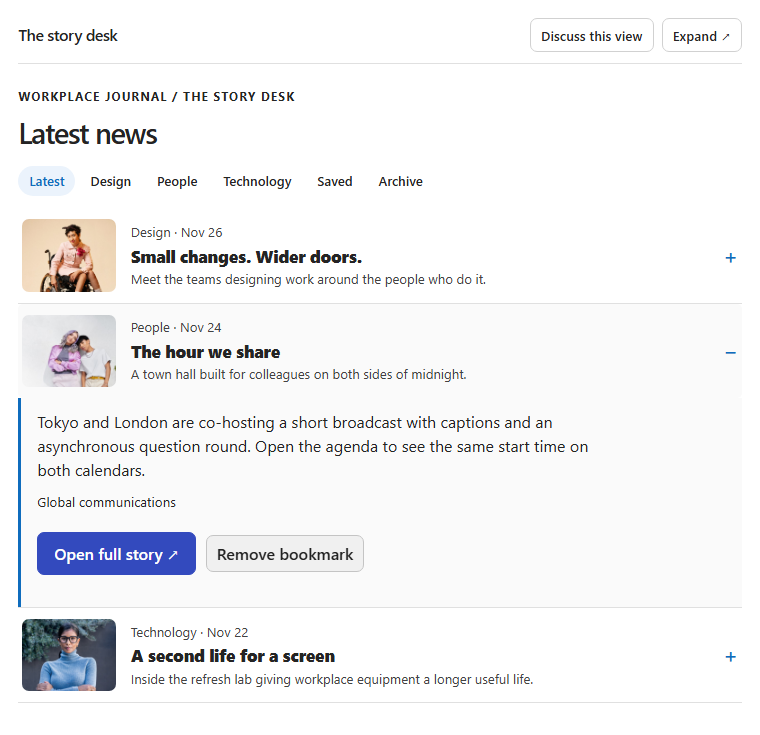 The story desk
Discuss this view
Expand ↗
WORKPLACE JOURNAL / THE STORY DESK
Latest news
Latest
Design
People
Technology
Saved
Archive
Design · Nov 26
Small changes. Wider doors.
Meet the teams designing work around the people who do it.
+
People · Nov 24
The hour we share
A town hall built for colleagues on both sides of midnight.
−
Tokyo and London are co-hosting a short broadcast with captions and an
asynchronous question round. Open the agenda to see the same start time on
both calendars.
Global communications
Open full story ↗
Remove bookmark
Technology · Nov 22
A second life for a screen
Inside the refresh lab giving workplace equipment a longer useful life.
+